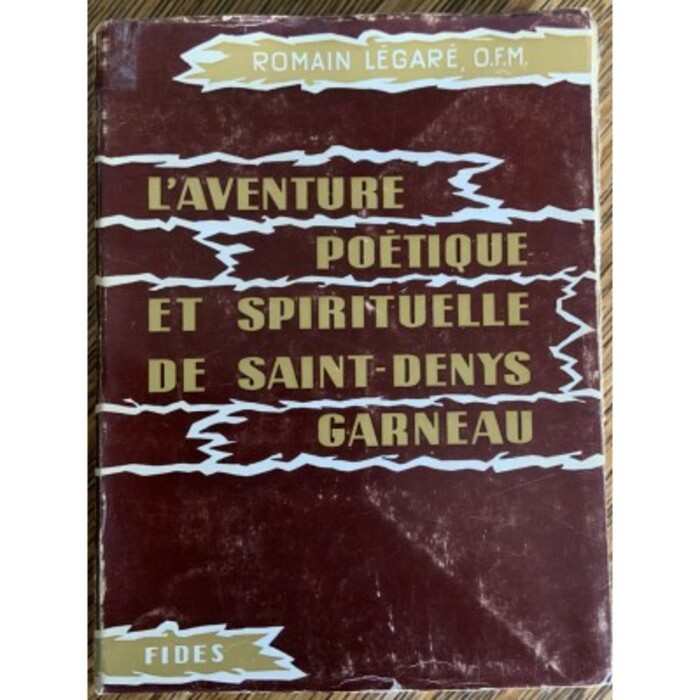 ROMAIN LÉGARÉ, O.F.M.
L'AVENTURE
POÉTIQUE
ET SPIRITUELLE
DE SAINT-DENYS
GARNEAU
FIDES